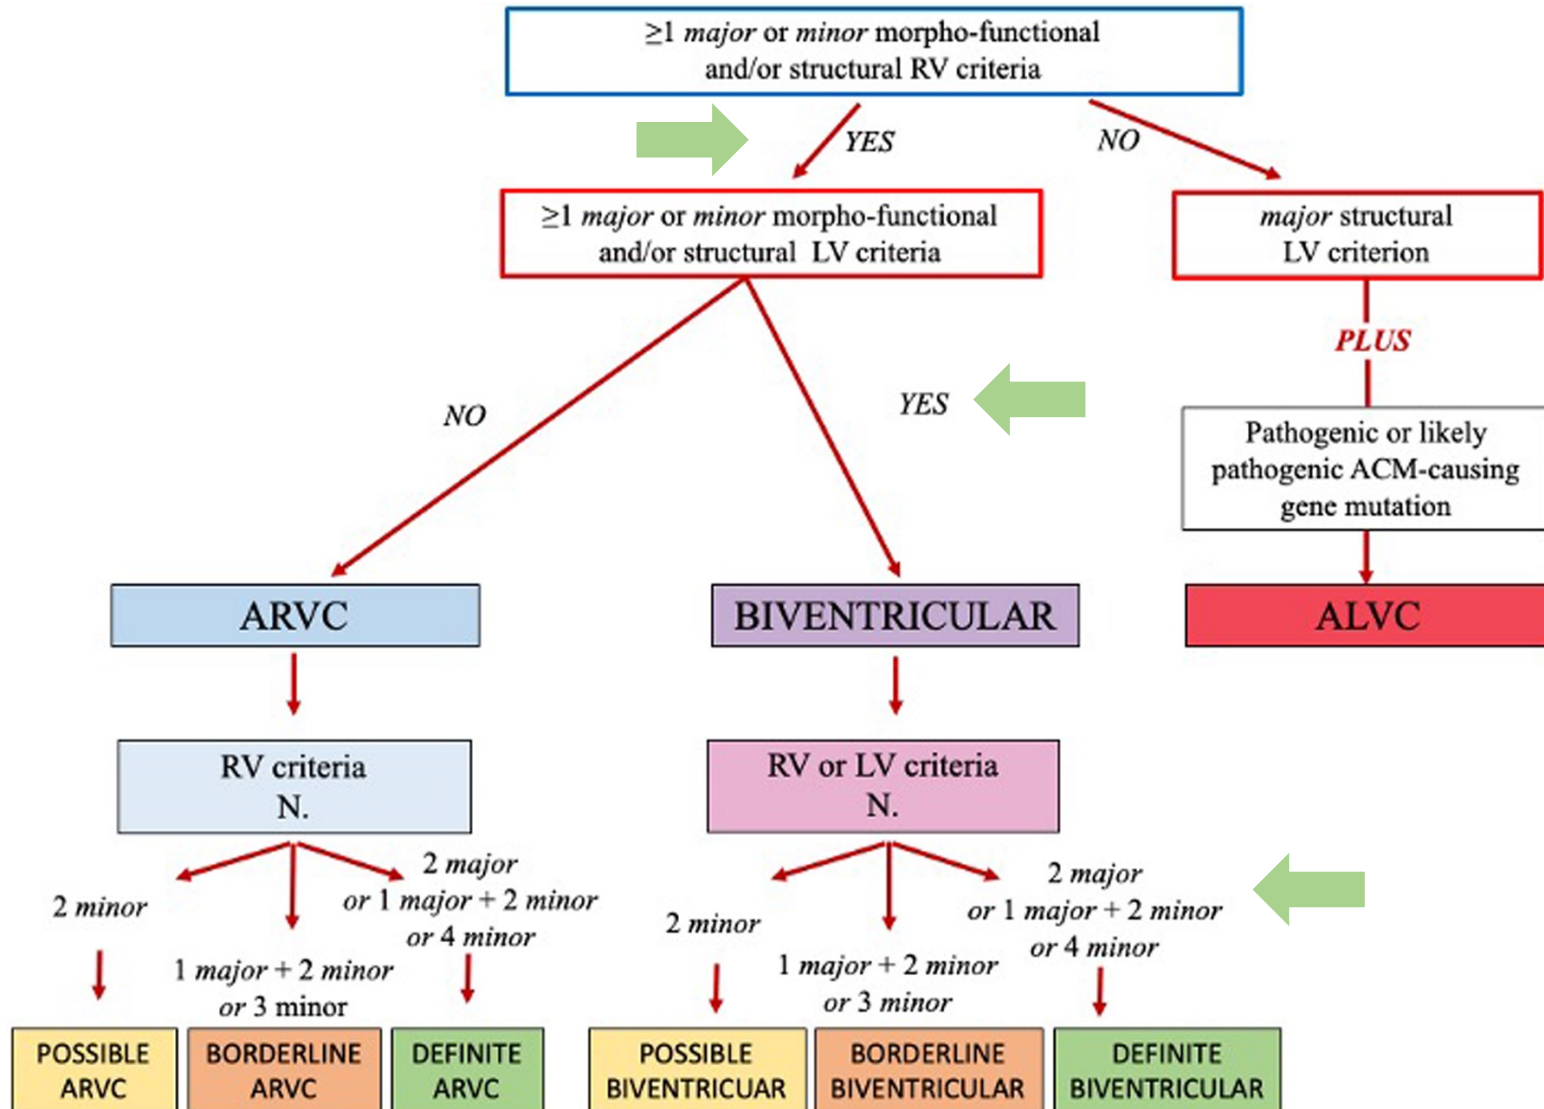 ≥1 major or minor morpho-functional
and/or structural RV criteria
YES
NO
≥1 major or minor morpho-functional
and/or structural LV criteria
major structural
LV criterion
PLUS
NO
YES
Pathogenic or likely
pathogenic ACM-causing
gene mutation
ARVC
BIVENTRICULAR
ALVC
RV criteria
N.
RV or LV criteria
N.
2 minor
1 major + 2 minor
or 3 minor
2 major
or 1 major + 2 minor
or 4 minor
2 minor
1 major + 2 minor
or 3 minor
2 major
or 1 major + 2 minor
or 4 minor
POSSIBLE
ARVC
BORDERLINE
ARVC
DEFINITE
ARVC
POSSIBLE
BIVENTRICUAR
BORDERLINE
BIVENTRICULAR
DEFINITE
BIVENTRICULAR